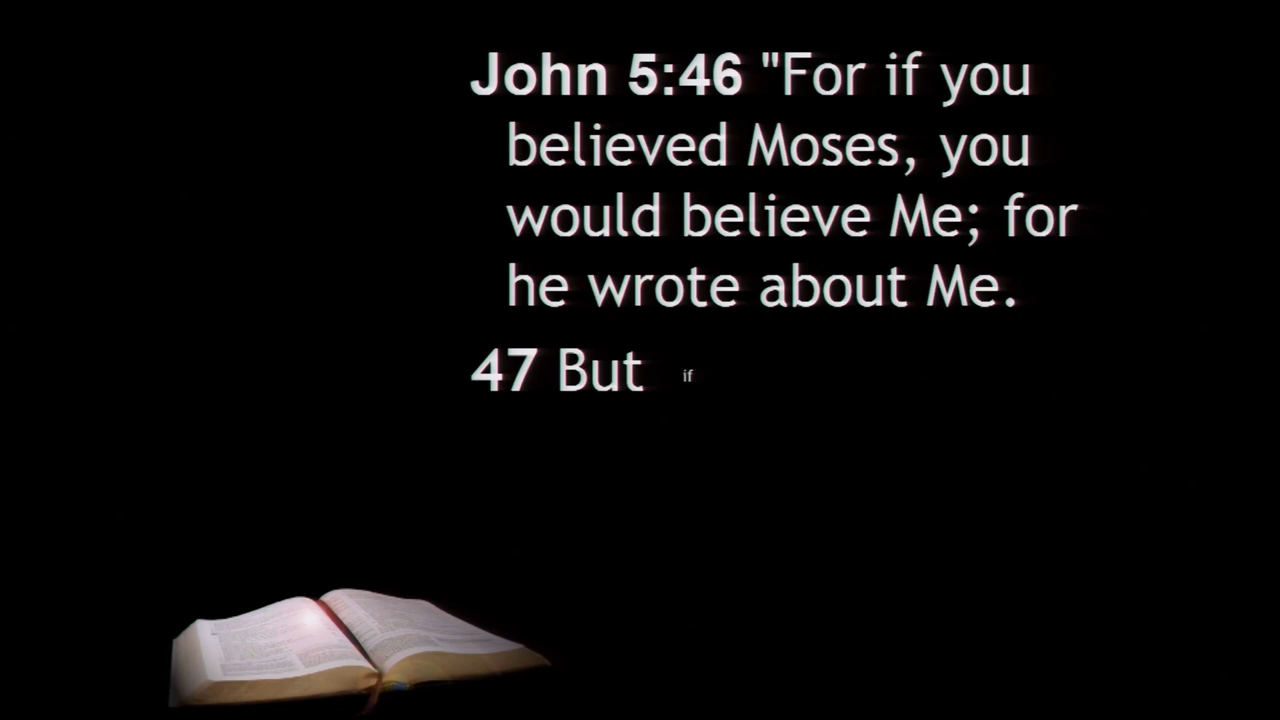 John 5:46 "For if you
believed Moses, you
would believe Me; for
he wrote about Me.
47 But if